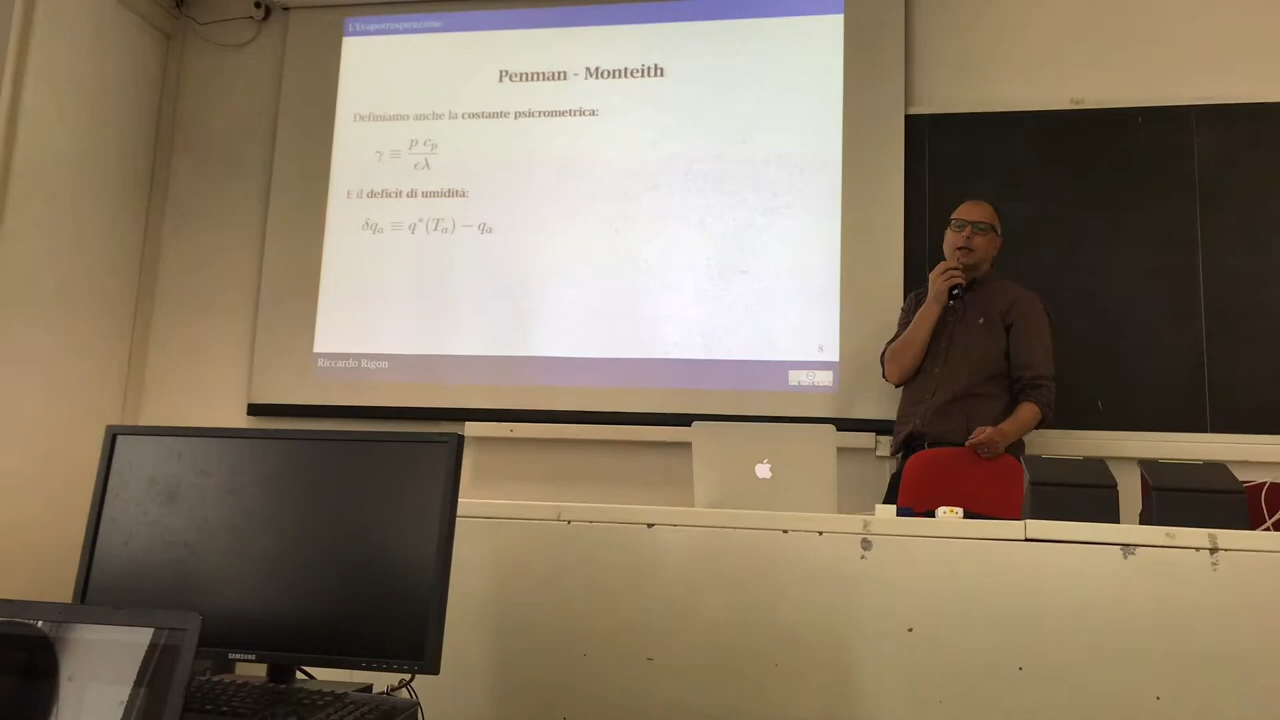 L'Evapotraspirazione
Penman - Monteith
Definiamo anche la costante psicrometrica:
γ ≡ p c_p / ϵλ
E il deficit di umidità:
δq_a ≡ q*(T_a) − q_a
8
Riccardo Rigon
SAMSUNG